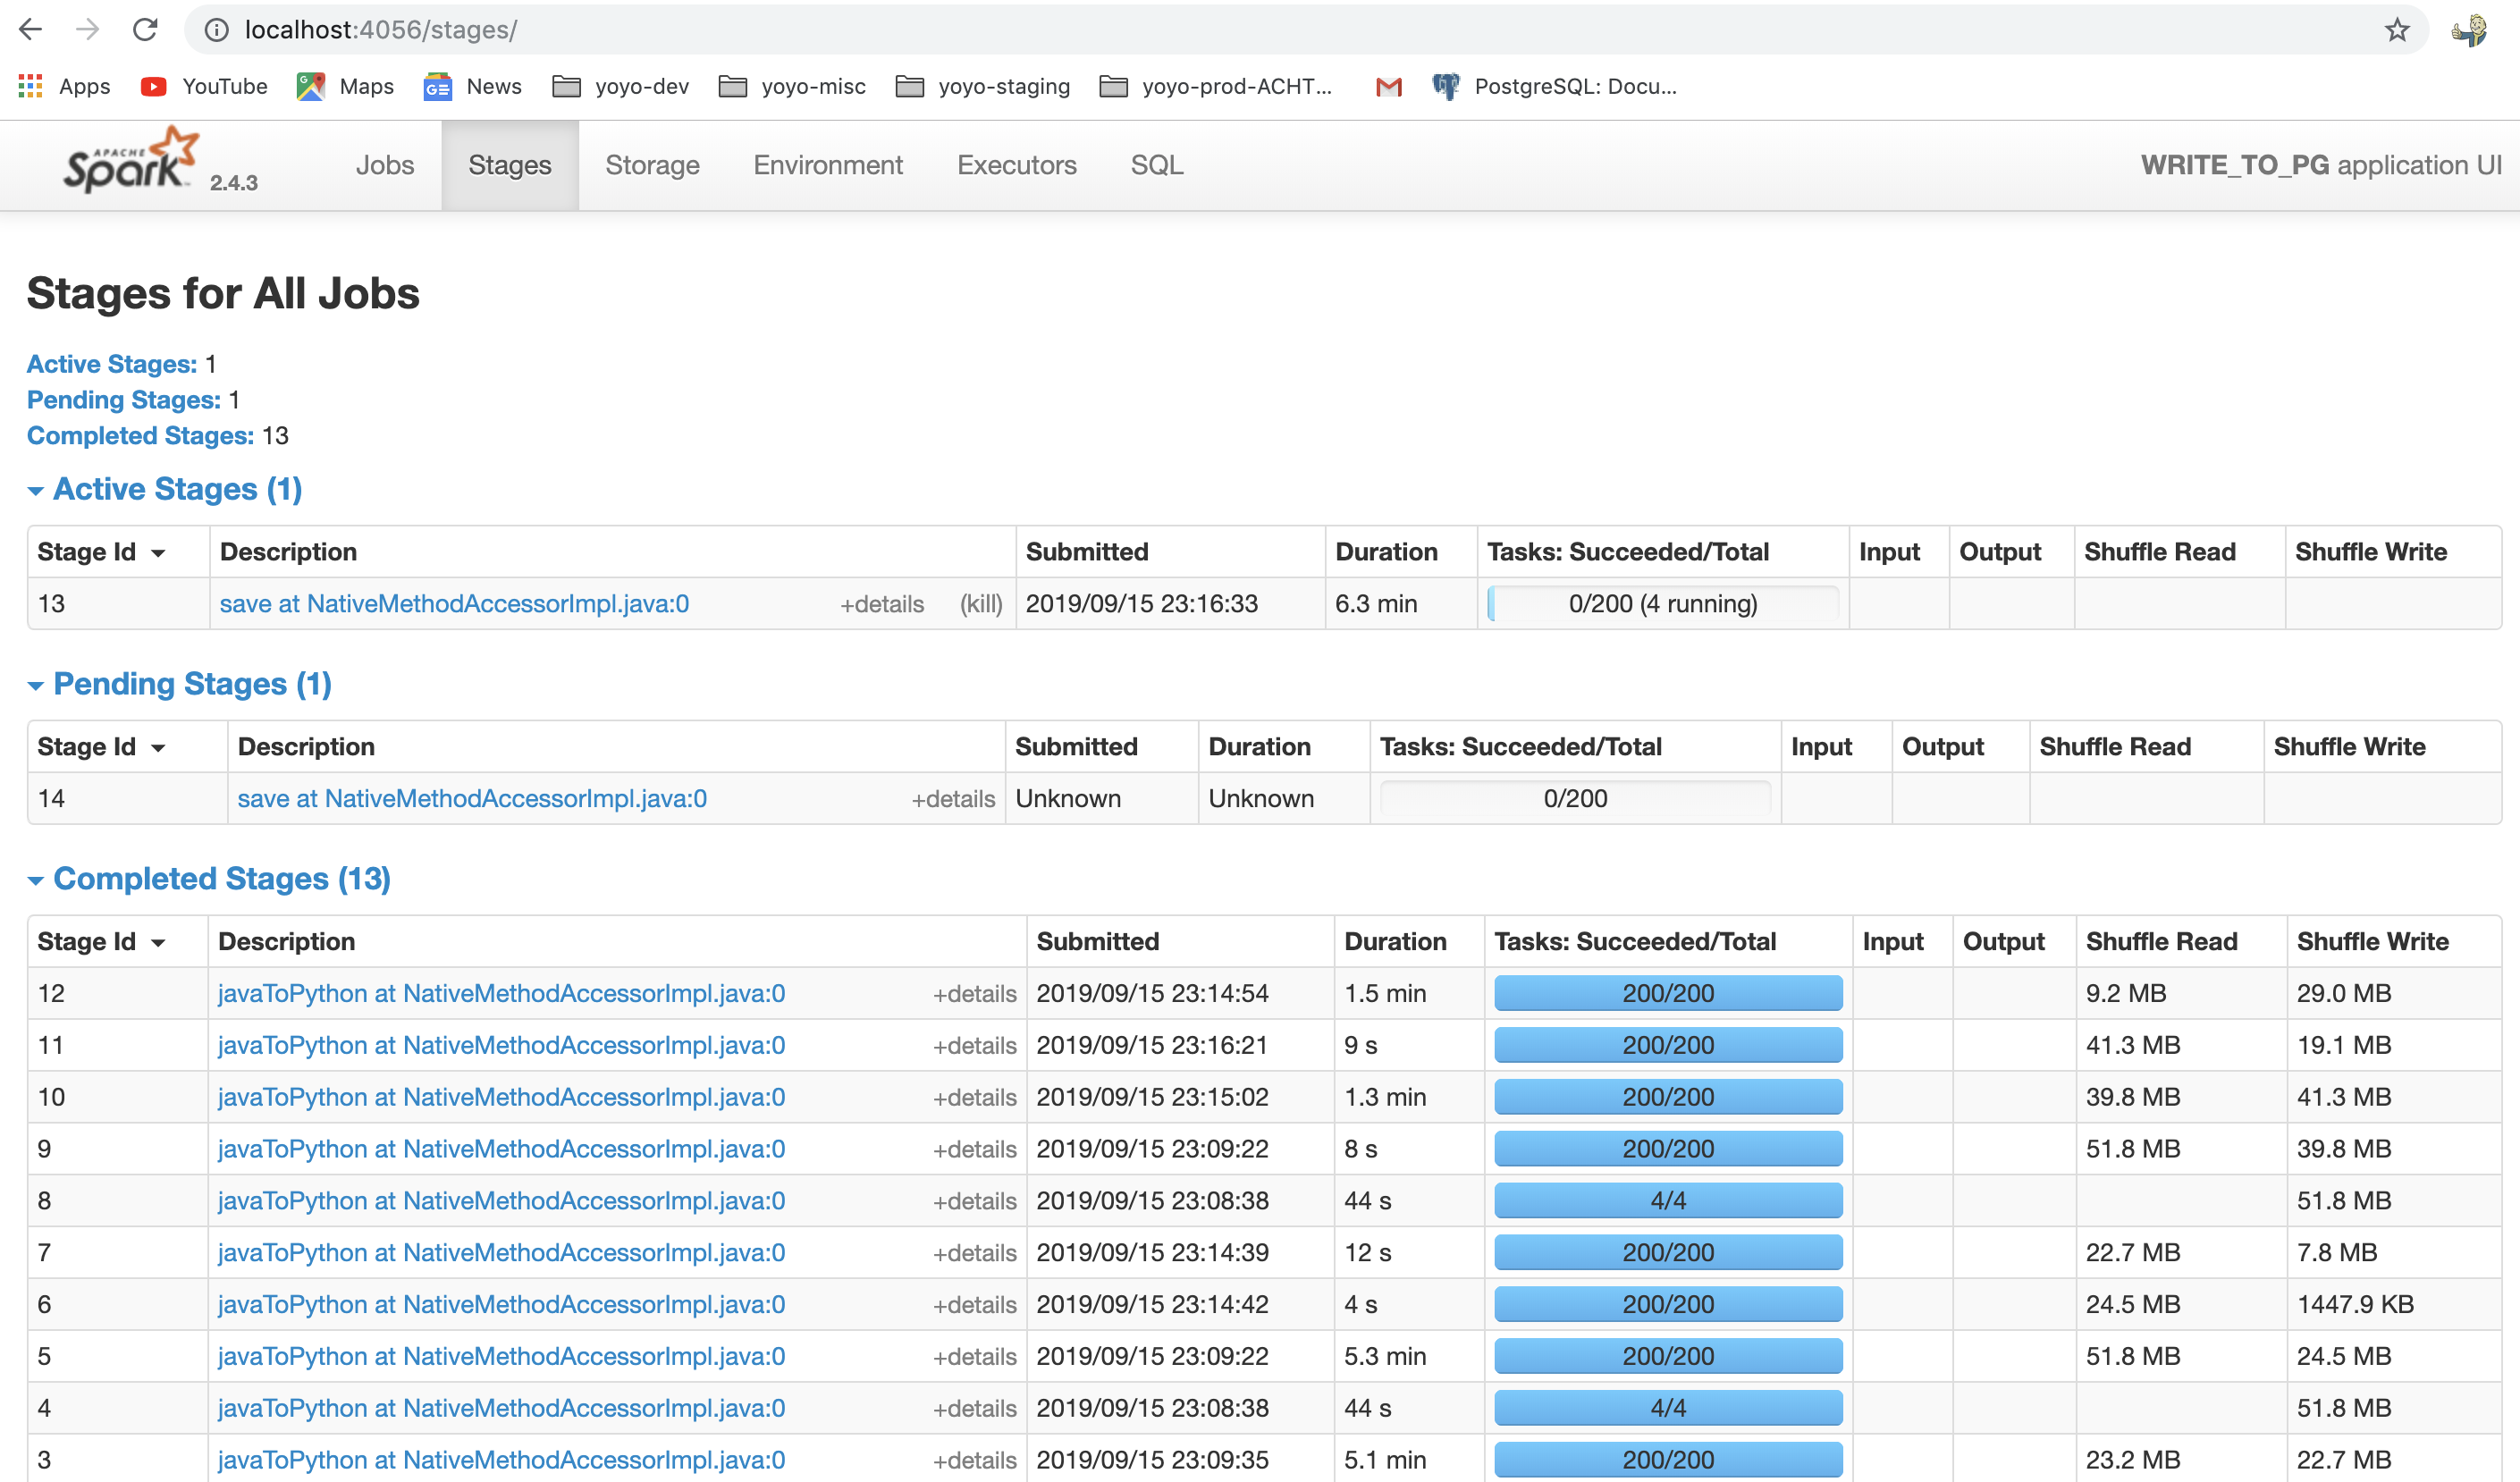 localhost:4056/stages/
Apps YouTube Maps News yoyo-dev yoyo-misc yoyo-staging yoyo-prod-ACHT... PostgreSQL: Docu...
APACHE Spark 2.4.3 Jobs Stages Storage Environment Executors SQL WRITE_TO_PG application UI
Stages for All Jobs
Active Stages: 1
Pending Stages: 1
Completed Stages: 13
Active Stages (1)
Stage Id Description Submitted Duration Tasks: Succeeded/Total Input Output Shuffle Read Shuffle Write
13 save at NativeMethodAccessorImpl.java:0 +details (kill) 2019/09/15 23:16:33 6.3 min 0/200 (4 running)
Pending Stages (1)
Stage Id Description Submitted Duration Tasks: Succeeded/Total Input Output Shuffle Read Shuffle Write
14 save at NativeMethodAccessorImpl.java:0 +details Unknown Unknown 0/200
Completed Stages (13)
Stage Id Description Submitted Duration Tasks: Succeeded/Total Input Output Shuffle Read Shuffle Write
12 javaToPython at NativeMethodAccessorImpl.java:0 +details 2019/09/15 23:14:54 1.5 min 200/200 9.2 MB 29.0 MB
11 javaToPython at NativeMethodAccessorImpl.java:0 +details 2019/09/15 23:16:21 9 s 200/200 41.3 MB 19.1 MB
10 javaToPython at NativeMethodAccessorImpl.java:0 +details 2019/09/15 23:15:02 1.3 min 200/200 39.8 MB 41.3 MB
9 javaToPython at NativeMethodAccessorImpl.java:0 +details 2019/09/15 23:09:22 8 s 200/200 51.8 MB 39.8 MB
8 javaToPython at NativeMethodAccessorImpl.java:0 +details 2019/09/15 23:08:38 44 s 4/4 51.8 MB
7 javaToPython at NativeMethodAccessorImpl.java:0 +details 2019/09/15 23:14:39 12 s 200/200 22.7 MB 7.8 MB
6 javaToPython at NativeMethodAccessorImpl.java:0 +details 2019/09/15 23:14:42 4 s 200/200 24.5 MB 1447.9 KB
5 javaToPython at NativeMethodAccessorImpl.java:0 +details 2019/09/15 23:09:22 5.3 min 200/200 51.8 MB 24.5 MB
4 javaToPython at NativeMethodAccessorImpl.java:0 +details 2019/09/15 23:08:38 44 s 4/4 51.8 MB
3 javaToPython at NativeMethodAccessorImpl.java:0 +details 2019/09/15 23:09:35 5.1 min 200/200 23.2 MB 22.7 MB